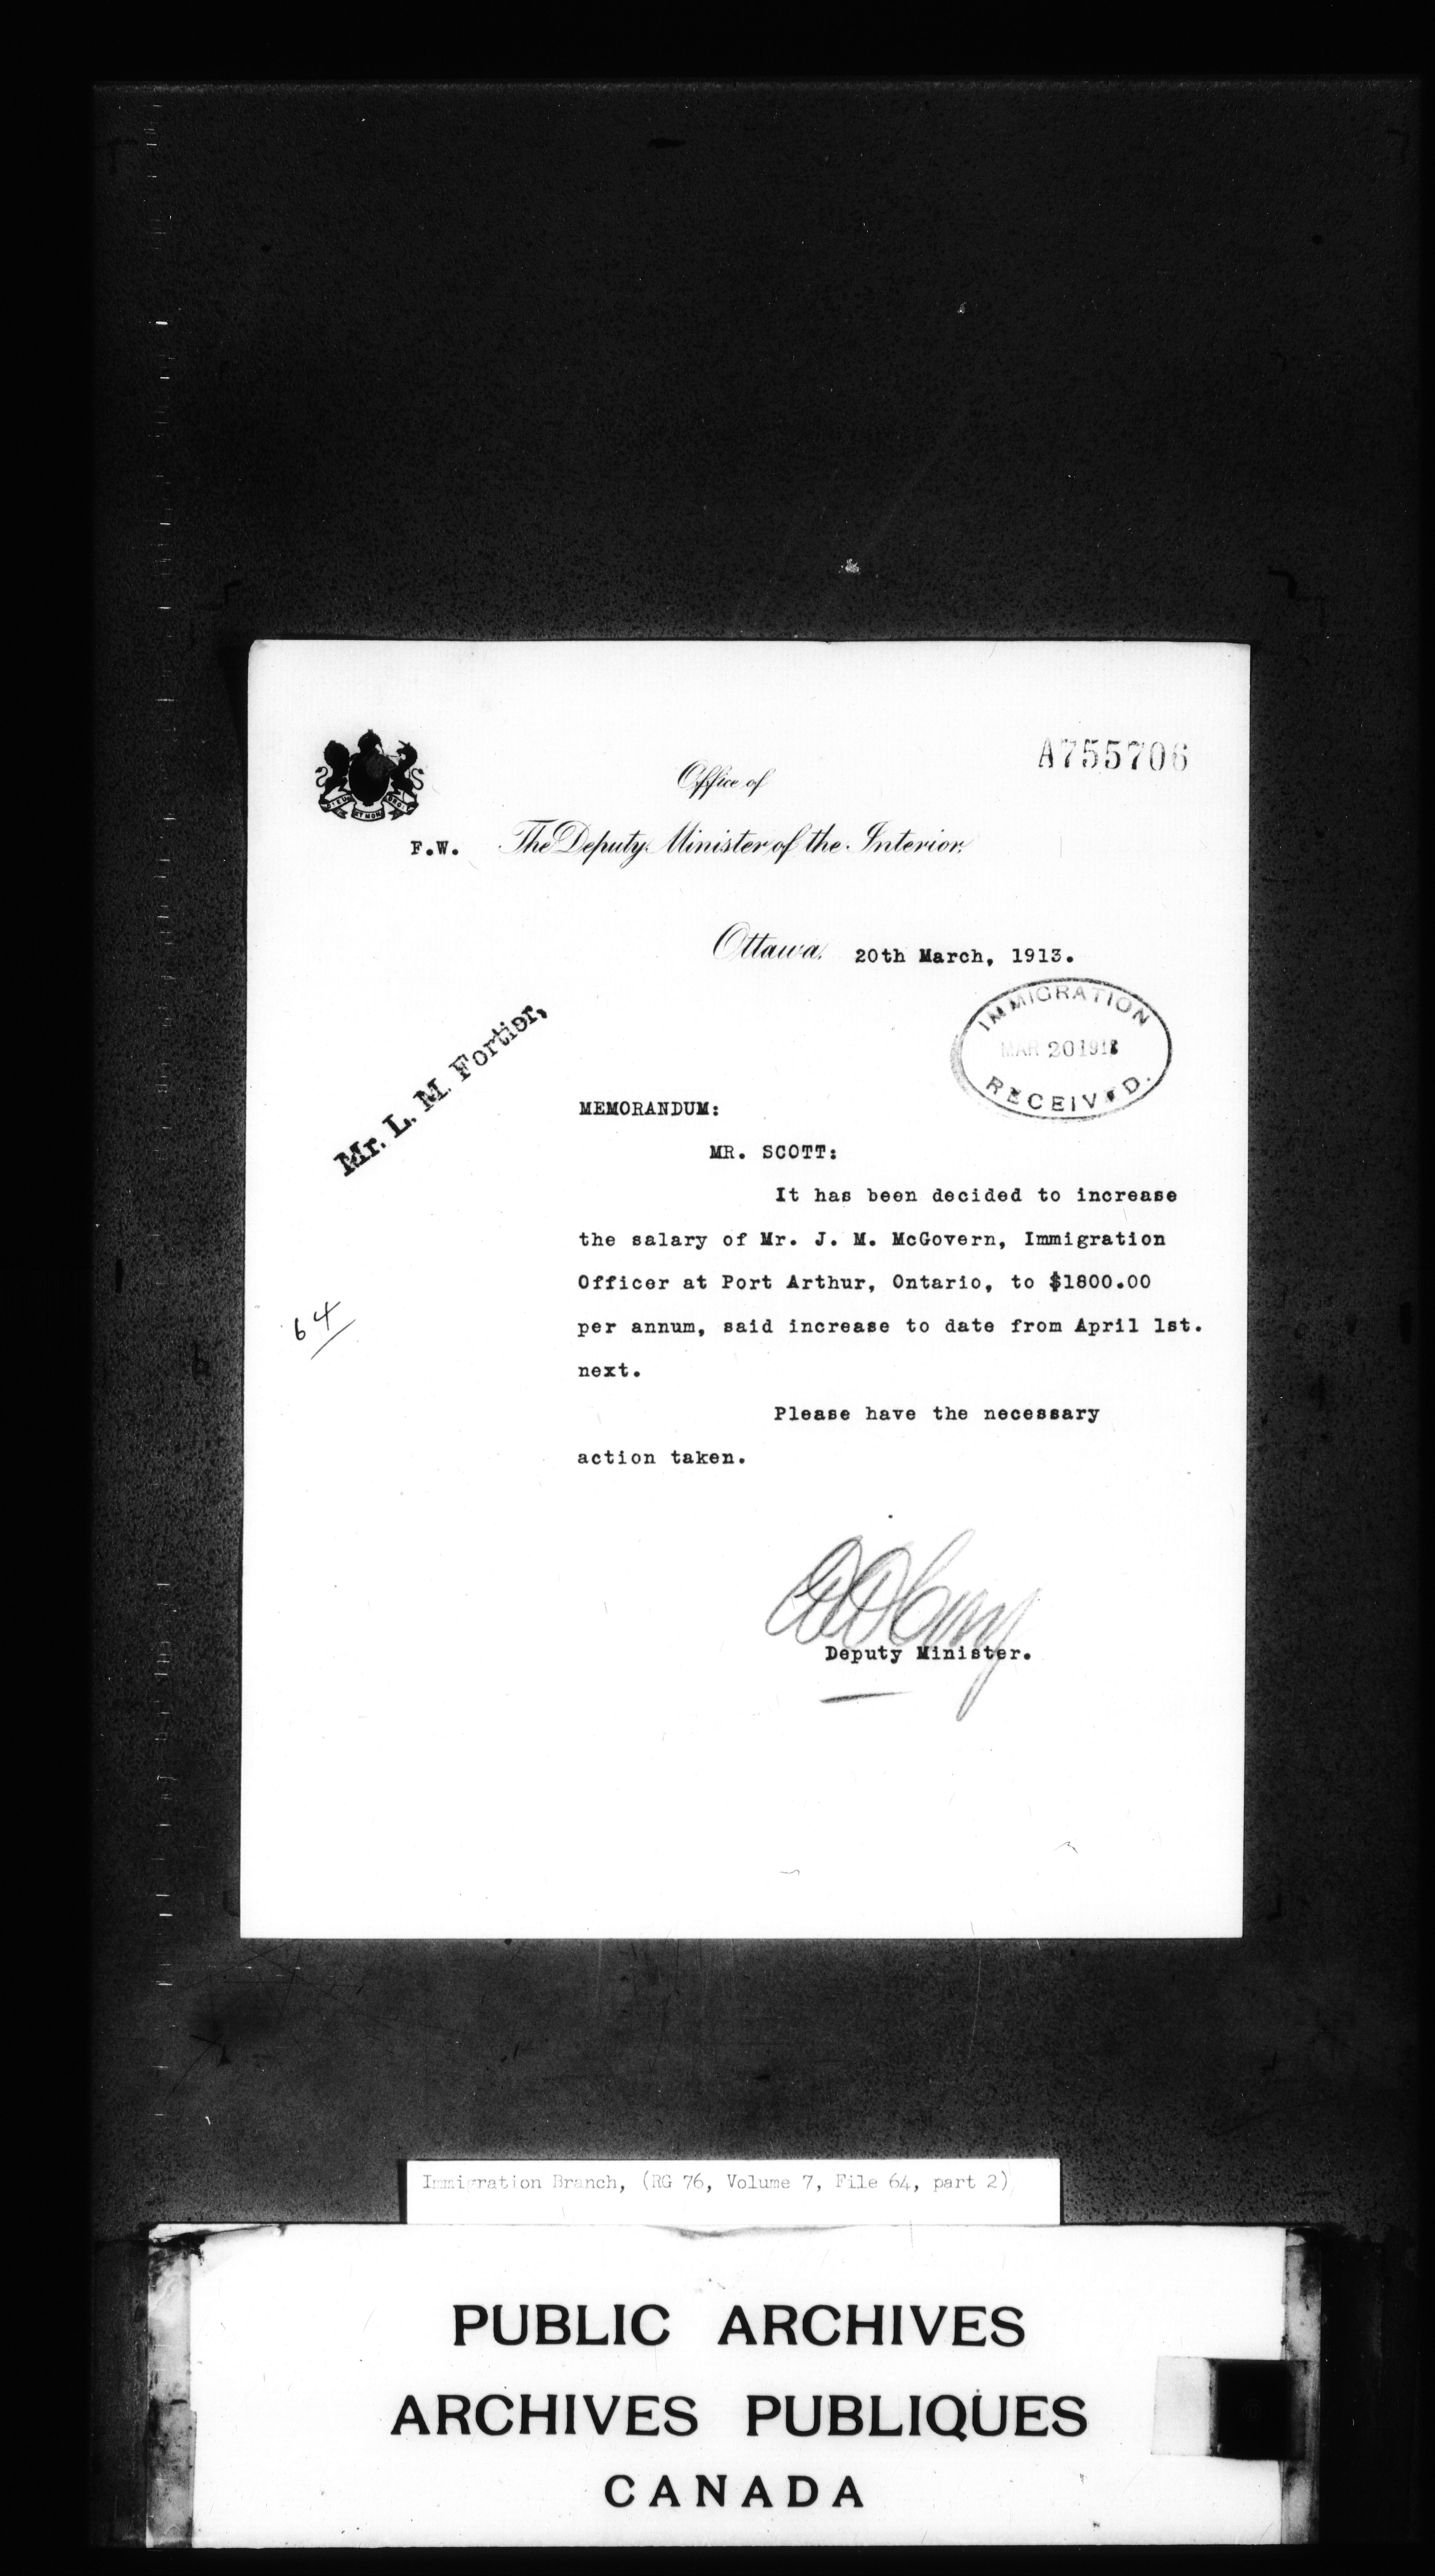 A755706
Office of
F.W. The Deputy Minister of the Interior.
Ottawa, 20th March, 1913.
IMMIGRATION
MAR 20 1913
RECEIVED.
Mr. L. M. Fortier,
MEMORANDUM:
MR. SCOTT:
It has been decided to increase
the salary of Mr. J. M. McGovern, Immigration
Officer at Port Arthur, Ontario, to $1800.00
64
per annum, said increase to date from April 1st.
next.
Please have the necessary
action taken.
Deputy Minister.
Immigration Branch, (RG 76, Volume 7, File 64, part 2)
PUBLIC ARCHIVES
ARCHIVES PUBLIQUES
CANADA